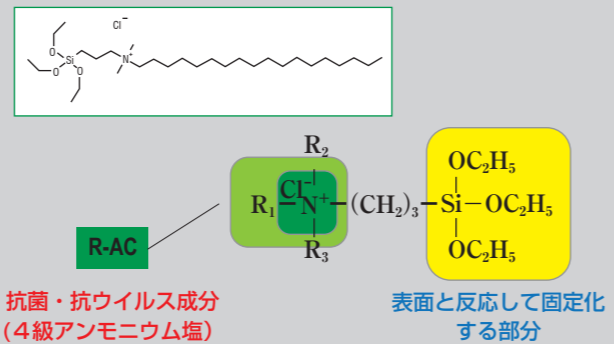 Cl⁻
O
O Si N⁺
O
R₂
OC₂H₅
Cl⁻
R₁–N⁺–(CH₂)₃–Si–OC₂H₅
R₃
OC₂H₅
R-AC
抗菌・抗ウイルス成分
(4級アンモニウム塩)
表面と反応して固定化
する部分